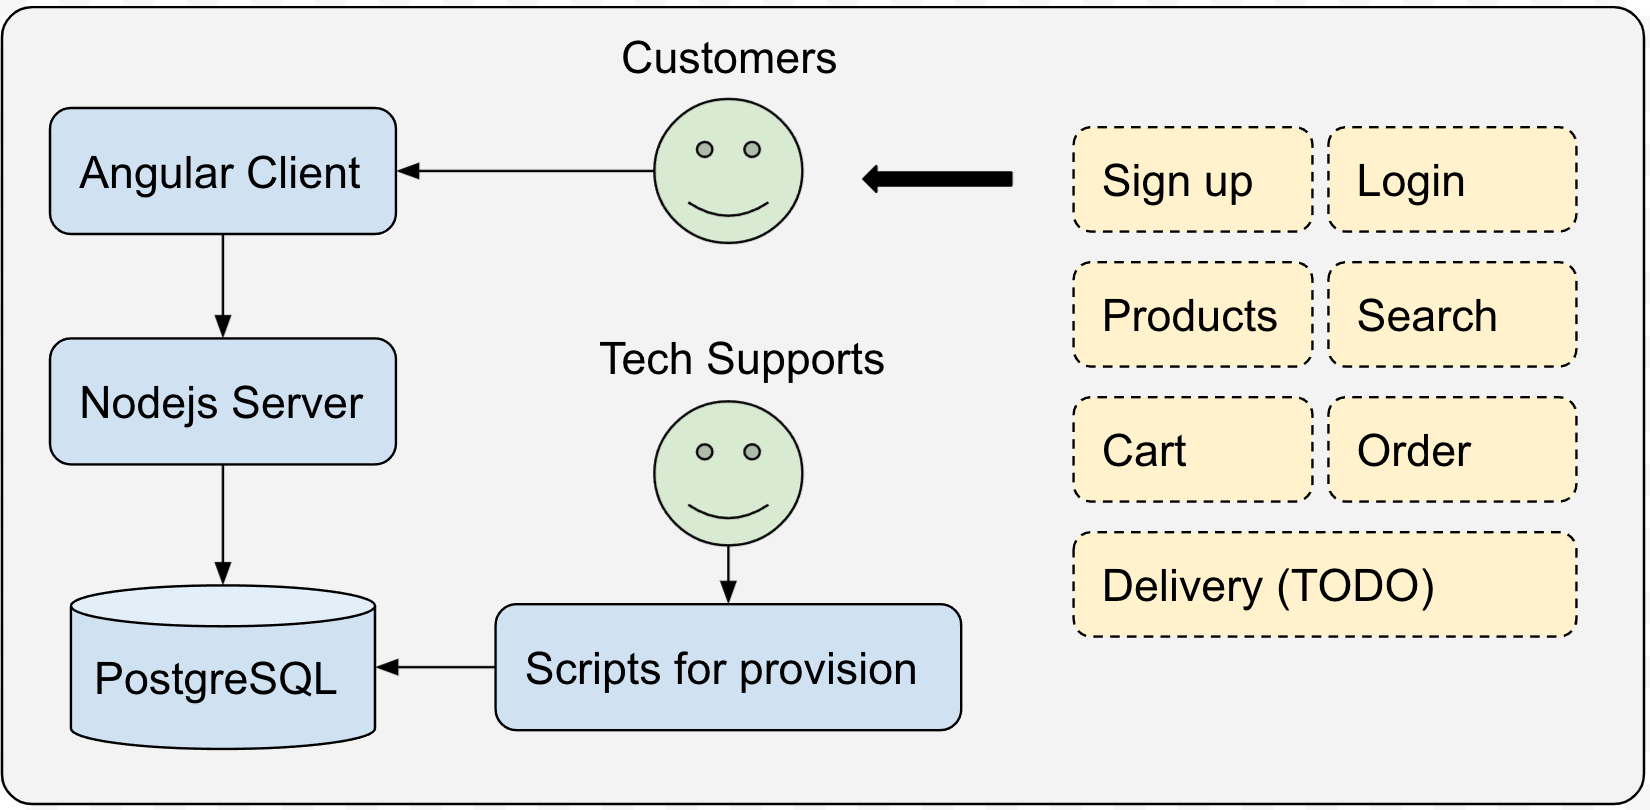 Customers
Angular Client
Sign up
Login
Products
Search
Tech Supports
Nodejs Server
Cart
Order
Delivery (TODO)
PostgreSQL
Scripts for provision